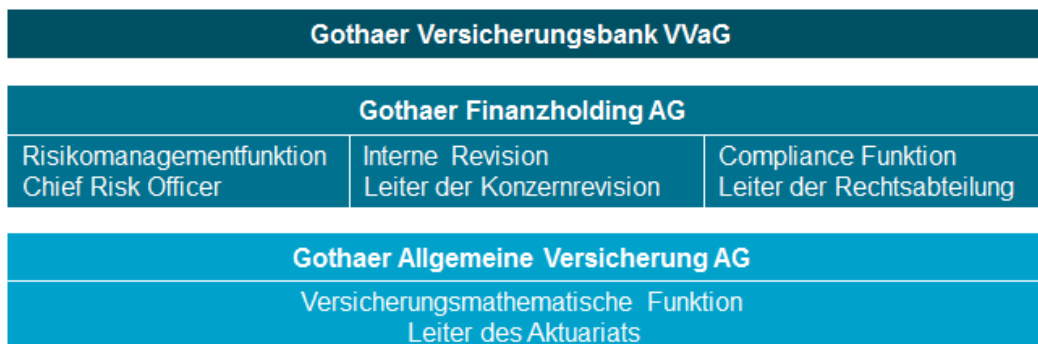 Gothaer Versicherungsbank VVaG
Gothaer Finanzholding AG
Risikomanagementfunktion
Chief Risk Officer
Interne Revision
Leiter der Konzernrevision
Compliance Funktion
Leiter der Rechtsabteilung
Gothaer Allgemeine Versicherung AG
Versicherungsmathematische Funktion
Leiter des Aktuariats